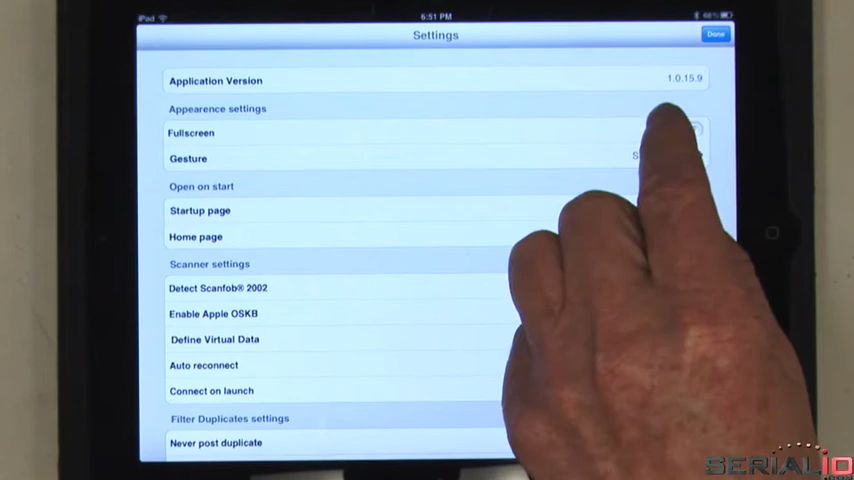 iPad
6:51 PM
68%
Settings
Done
Application Version
1.0.15.9
Appearence settings
Fullscreen
Gesture
Open on start
Startup page
Home page
Scanner settings
Detect Scanfob® 2002
Enable Apple OSKB
Define Virtual Data
Auto reconnect
Connect on launch
Filter Duplicates settings
Never post duplicate
SERIALIO